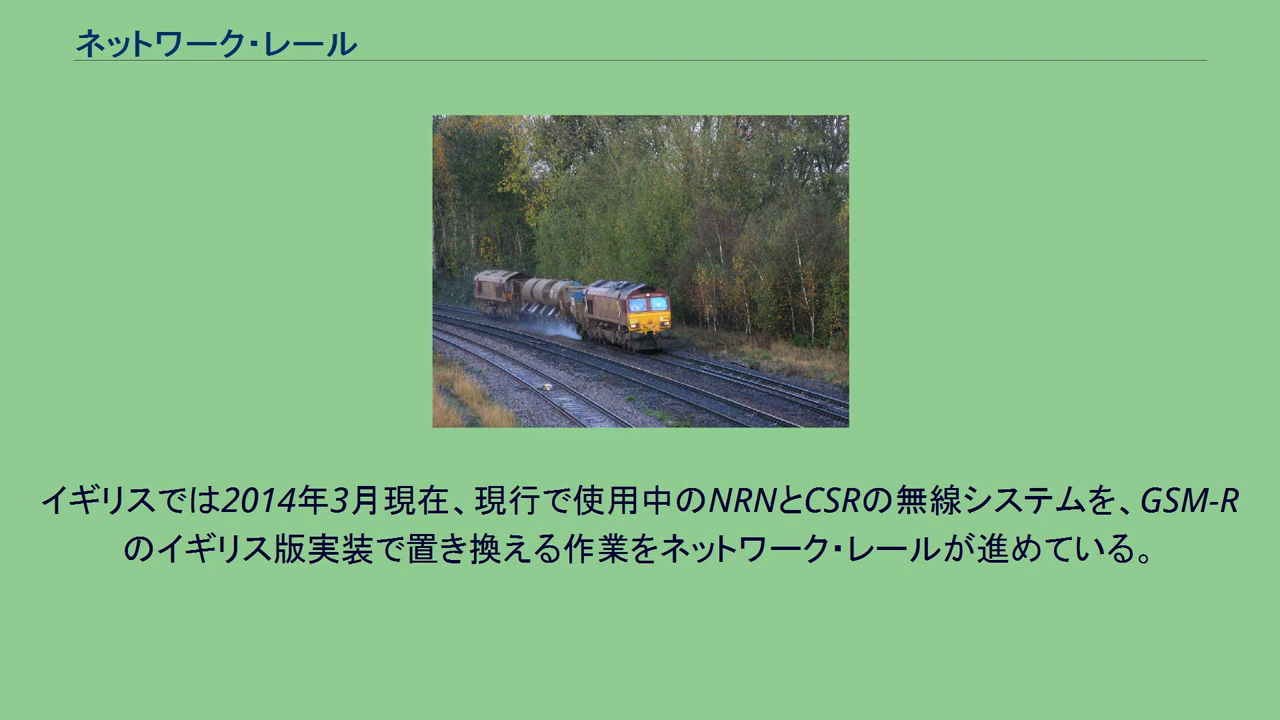 ネットワーク・レール
イギリスでは2014年3月現在、現行で使用中のNRNとCSRの無線システムを、GSM-R
のイギリス版実装で置き換える作業をネットワーク・レールが進めている。